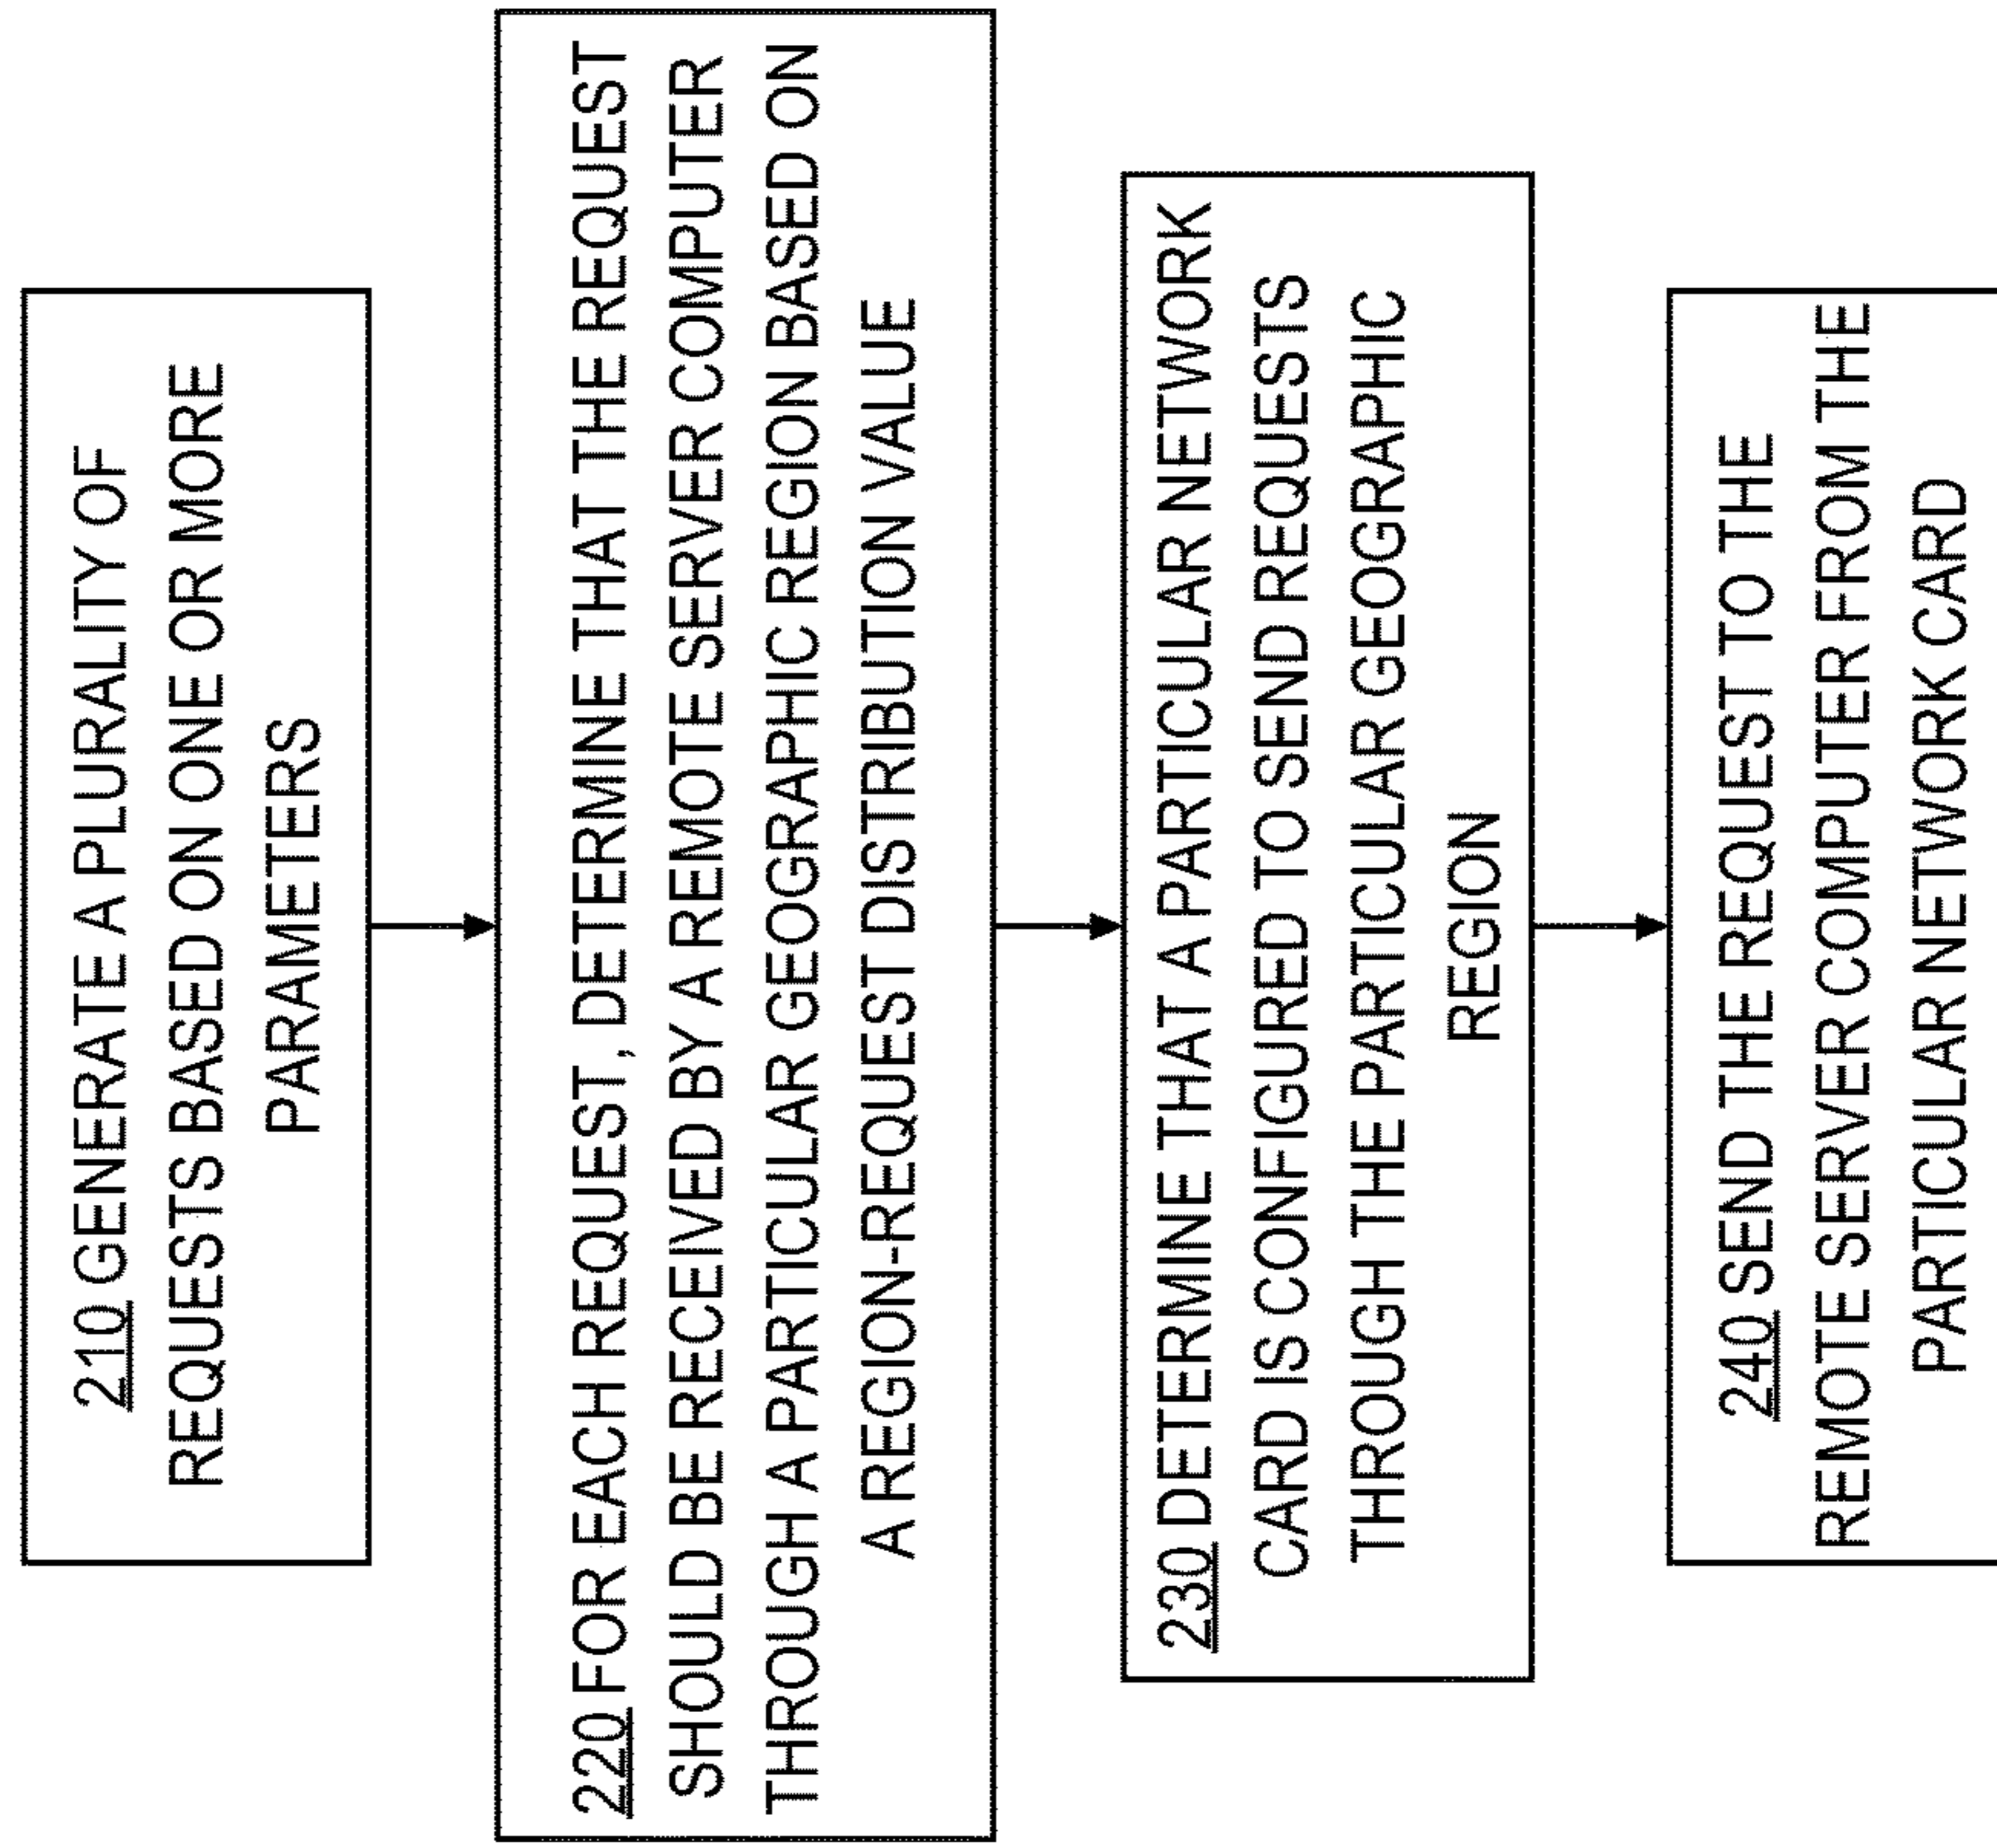 210 GENERATE A PLURALITY OF
REQUESTS BASED ON ONE OR MORE
PARAMETERS
220 FOR EACH REQUEST, DETERMINE THAT THE REQUEST
SHOULD BE RECEIVED BY A REMOTE SERVER COMPUTER
THROUGH A PARTICULAR GEOGRAPHIC REGION BASED ON
A REGION-REQUEST DISTRIBUTION VALUE
230 DETERMINE THAT A PARTICULAR NETWORK
CARD IS CONFIGURED TO SEND REQUESTS
THROUGH THE PARTICULAR GEOGRAPHIC
REGION
240 SEND THE REQUEST TO THE
REMOTE SERVER COMPUTER FROM THE
PARTICULAR NETWORK CARD